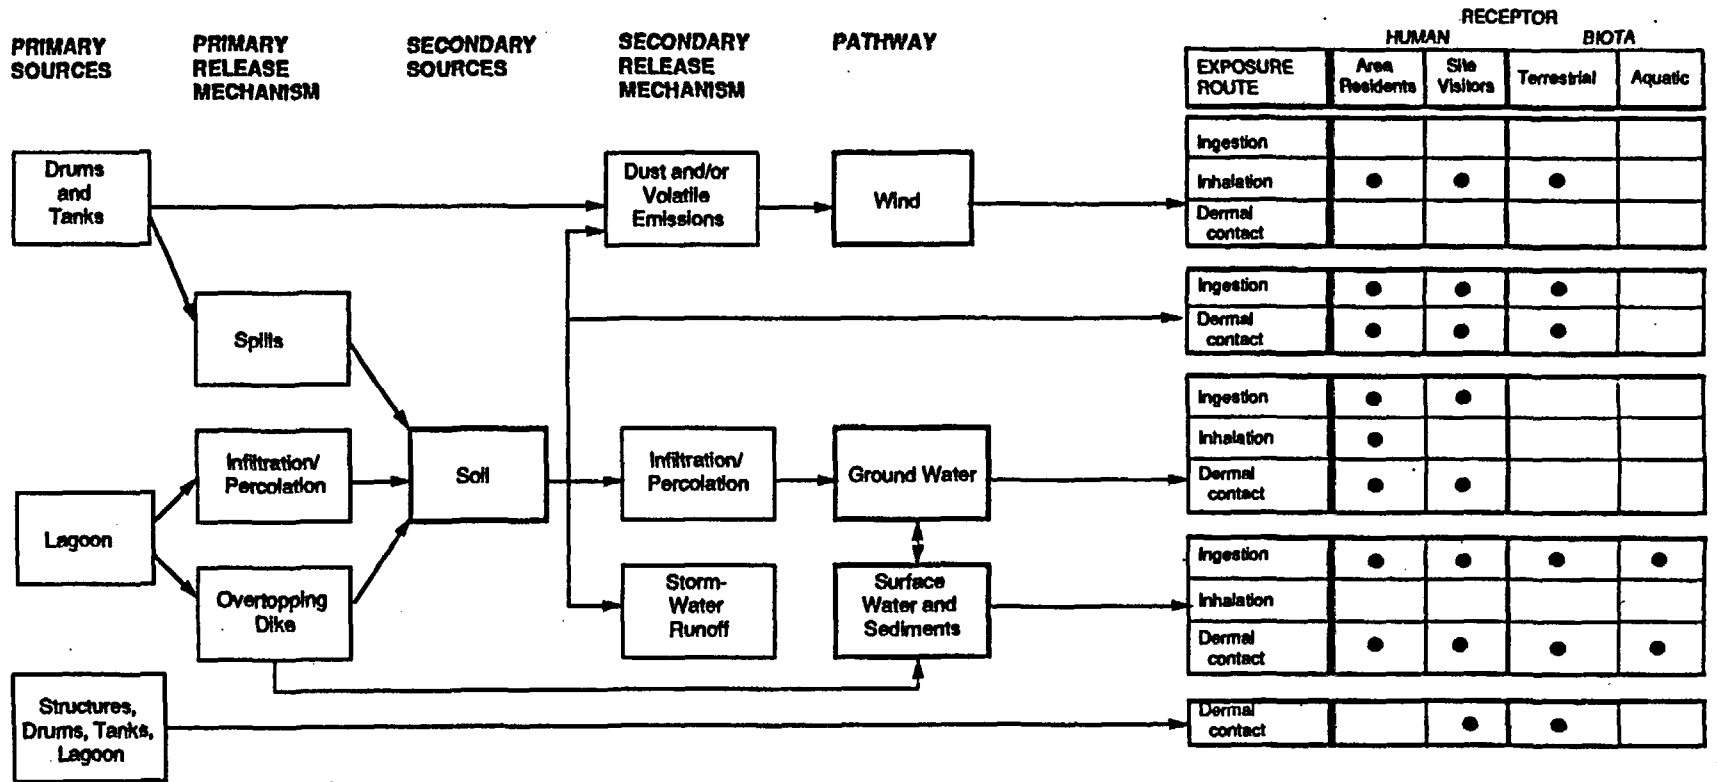 RECEPTOR
PRIMARY
SOURCES
PRIMARY
RELEASE
MECHANISM
SECONDARY
SOURCES
SECONDARY
RELEASE
MECHANISM
PATHWAY
HUMAN
BIOTA
EXPOSURE
ROUTE
Area
Residents
Site
Visitors
Terrestrial
Aquatic
Drums
and
Tanks
Dust and/or
Volatile
Emissions
Wind
Ingestion
Inhalation
Dermal
contact
Spills
Ingestion
Dermal
contact
Lagoon
Infiltration/
Percolation
Soil
Infiltration/
Percolation
Ground Water
Ingestion
Inhalation
Dermal
contact
Overtopping
Dike
Storm-
Water
Runoff
Surface
Water and
Sediments
Ingestion
Inhalation
Dermal
contact
Structures,
Drums, Tanks,
Lagoon
Dermal
contact